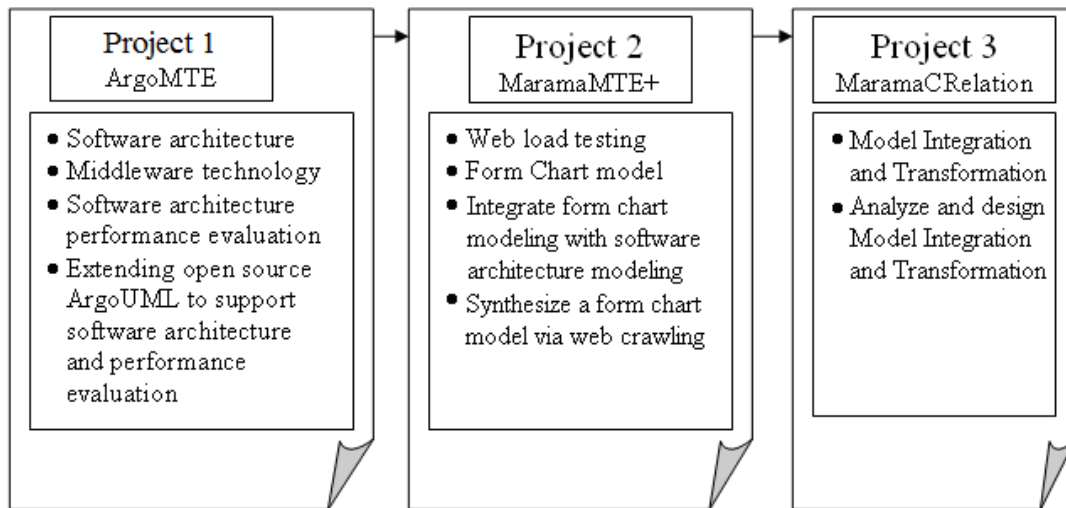 Project 1
ArgoMTE
• Software architecture
• Middleware technology
• Software architecture
performance evaluation
• Extending open source
ArgoUML to support
software architecture
and performance
evaluation
Project 2
MaramaMTE+
• Web load testing
• Form Chart model
• Integrate form chart
modeling with software
architecture modeling
• Synthesize a form chart
model via web crawling
Project 3
MaramaCRelation
• Model Integration
and Transformation
• Analyze and design
Model Integration
and Transformation